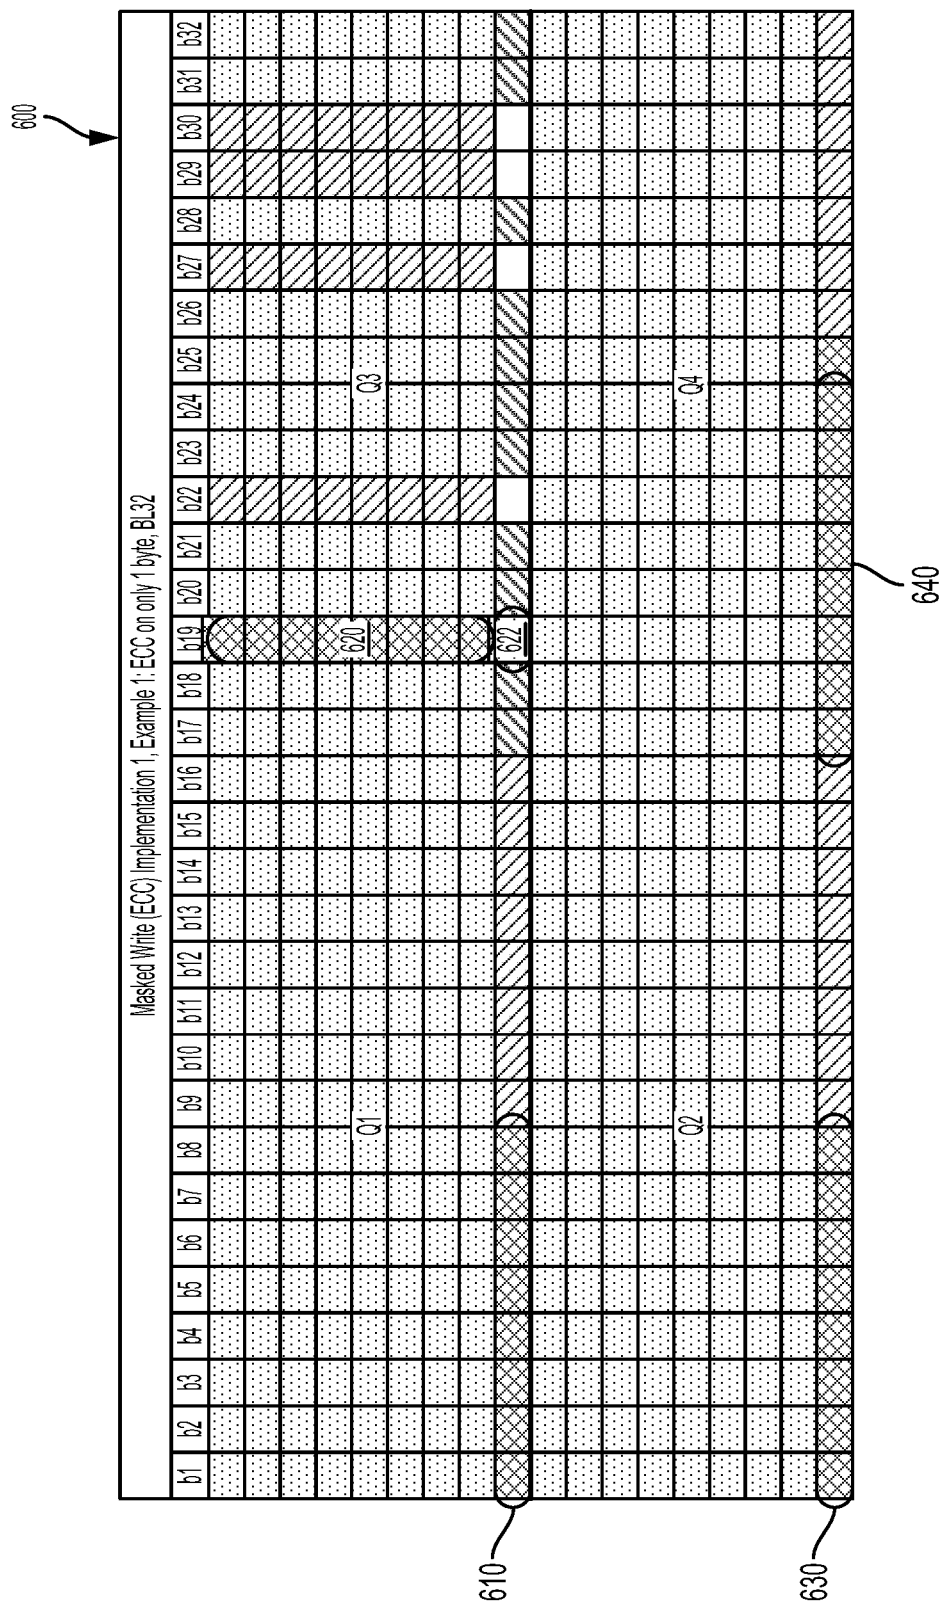 600
Masked Write (ECC) Implementation 1, Example 1: ECC on only 1 byte, BL32
b1 b2 b3 b4 b5 b6 b7 b8 b9 b10 b11 b12 b13 b14 b15 b16 b17 b18 b19 b20 b21 b22 b23 b24 b25 b26 b27 b28 b29 b30 b31 b32
Q1 620 Q3
610 622
Q2 Q4
630 640